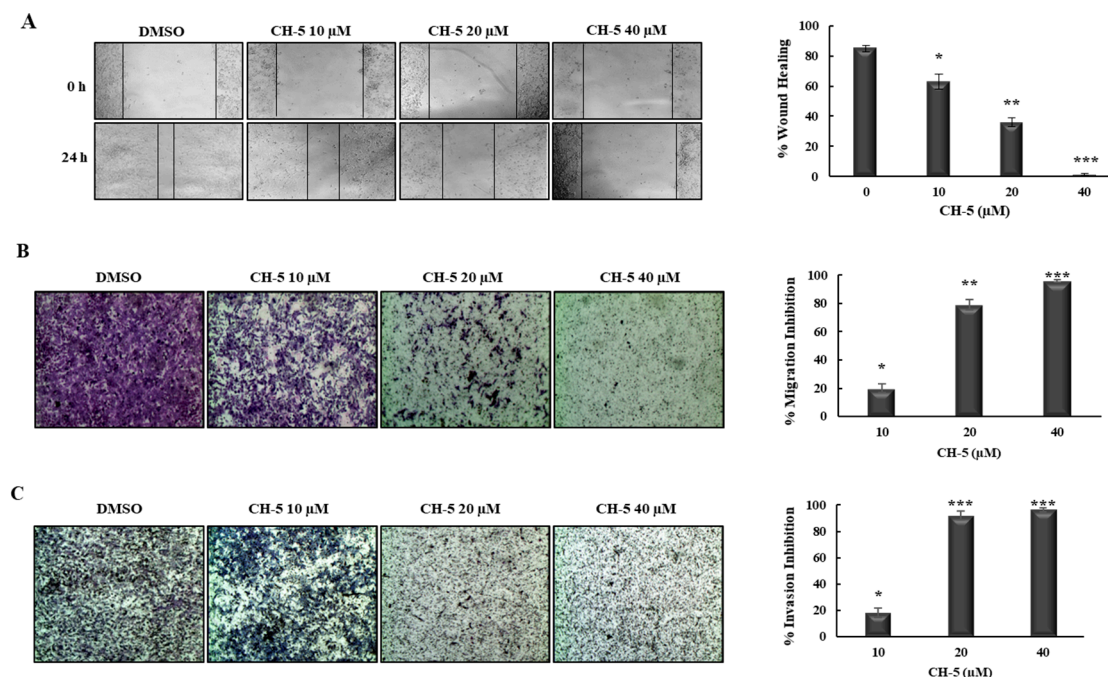 A
DMSO CH-5 10 µM CH-5 20 µM CH-5 40 µM
0 h
24 h
% Wound Healing
100
80
60
40
20
0
*
**
***
0 10 20 40
CH-5 (µM)
B
DMSO CH-5 10 µM CH-5 20 µM CH-5 40 µM
% Migration Inhibition
100
80
60
40
20
0
*
**
***
10 20 40
CH-5 (µM)
C
DMSO CH-5 10 µM CH-5 20 µM CH-5 40 µM
% Invasion Inhibition
100
80
60
40
20
0
*
***
***
10 20 40
CH-5 (µM)